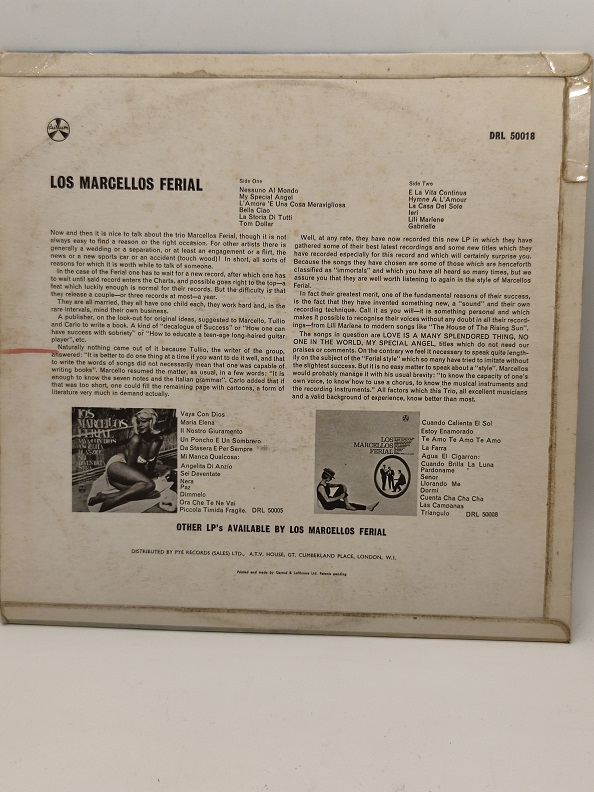 durium
DRL 50018
LOS MARCELLOS FERIAL
Side One
Nessuno Al Mondo
My Special Angel
L'Amore 'E Una Cosa Meravigliosa
Bella Ciao
La Storia Di Tutti
Tom Dollar
Side Two
E La Vita Continua
Hymne A L'Amour
La Casa Del Sole
Ieri
Lili Marlene
Gabrielle
Now and then it is nice to talk about the trio Marcellos Ferial, though it is not
always easy to find a reason or the right occasion. For other artists there is
generally a wedding or a separation, or at least an engagement or a flirt, the
news or a new sports car or an accident (touch wood)! In short, all sorts of
reasons for which it is worth while to talk of someone.
In the case of the Ferial one has to wait for a new record, after which one has
to wait until said record enters the Charts, and possible goes right to the top—a
feat which luckily enough is normal for their records. But the difficulty is that
they release a couple—or three records at most—a year.
They are all married, they all have one child each, they work hard and, in the
rare intervals, mind their own business.
A publisher, on the look-out for original ideas, suggested to Marcello, Tullio
and Carlo to write a book. A kind of "decalogue of Success" or "How one can
have success with sobriety" or "How to educate a teen-age long-haired guitar
player", etc.
Naturally nothing came out of it because Tullio, the writer of the group,
answered: "It is better to do one thing at a time if you want to do it well, and that
to write the words of songs did not necessarily mean that one was capable of
writing books". Marcello resumed the matter, as usual, in a few words: "It is
enough to know the seven notes and the Italian grammar". Carlo added that if
that was too short, one could fill the remaining page with cartoons, a form of
literature very much in demand actually.
Well, at any rate, they have now recorded this new LP in which they have
gathered some of their best latest recordings and some new titles which they
have recorded especially for this record and which will certainly surprise you.
Because the songs they have chosen are some of those which are henceforth
classified as "immortals" and which you have all heard so many times, but we
assure you that they are well worth listening to again in the style of Marcellos
Ferial.
In fact their greatest merit, one of the fundamental reasons of their success,
is the fact that they have invented something new, a "sound" and their own
recording technique. Call it as you will—it is something personal and which
makes it possible to recognise their voices without any doubt in all their record-
ings—from Lili Marlene to modern songs like "The House of The Rising Sun".
The songs in question are LOVE IS A MANY SPLENDORED THING, NO
ONE IN THE WORLD, MY SPECIAL ANGEL, titles which do not need our
praises or comments. On the contrary we feel it necessary to speak quite length-
ily on the subject of the "Ferial style" which so many have tried to imitate without
the slightest success. But it is no easy matter to speak about a "style". Marcellos
would probably manage it with his usual brevity: "to know the capacity of one's
own voice, to know how to use a chorus, to know the musical instruments and
the recording instruments." All factors which this Trio, all excellent musicians
and a valid background of experience, know better than most.
LOS
MARCELLOS
FERIAL
Vaya Con Dios
Maria Elena
Il Nostro Giuramento
Un Poncho E Un Sombrero
Da Stasera E Per Sempre
Mi Manca Qualcosa:
Angelita Di Anzio
Sei Deventate
Nera
Paz
Dimmelo
Ora Che Te Ne Vai
Piccola Timida Fragile. DRL 50005
LOS
MARCELLOS
FERIAL
Cuando Calienta El Sol
Estoy Enamorado
Te Amo Te Amo Te Amo
La Farra
Agua El Cigarron:
Cuando Brilla La Luna
Pardoname
Senor
Llorando Me
Dormi
Cuenta Cha Cha Cha
Las Campanas
Triangulo DRL 50008
OTHER LP's AVAILABLE BY LOS MARCELLOS FERIAL
DISTRIBUTED BY PYE RECORDS (SALES) LTD., A.T.V. HOUSE, GT. CUMBERLAND PLACE, LONDON, W.1.
Printed and made by Garrod & Lofthouse Ltd. Patents pending